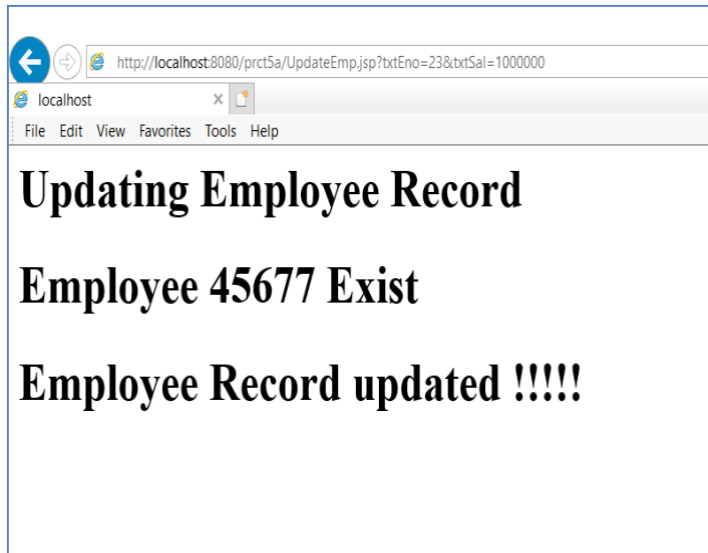 http://localhost:8080/prct5a/UpdateEmp.jsp?txtEno=23&txtSal=1000000
localhost
File Edit View Favorites Tools Help
Updating Employee Record
Employee 45677 Exist
Employee Record updated !!!!!